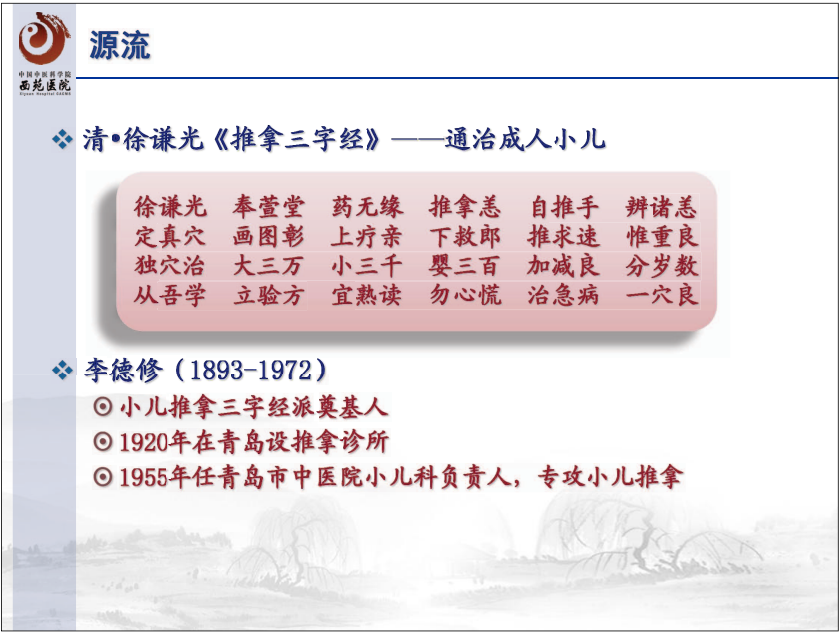 源流
中国中医科学院
西苑医院
Xiyuan Hospital CACMS
清•徐谦光《推拿三字经》——通治成人小儿
徐谦光 奉萱堂 药无缘 推拿恙 自推手 辨诸恙
定真穴 画图彰 上疗亲 下救郎 推求速 惟重良
独穴治 大三万 小三千 婴三百 加减良 分岁数
从吾学 立验方 宜熟读 勿心慌 治急病 一穴良
李德修（1893-1972）
小儿推拿三字经派奠基人
1920年在青岛设推拿诊所
1955年任青岛市中医院小儿科负责人，专攻小儿推拿